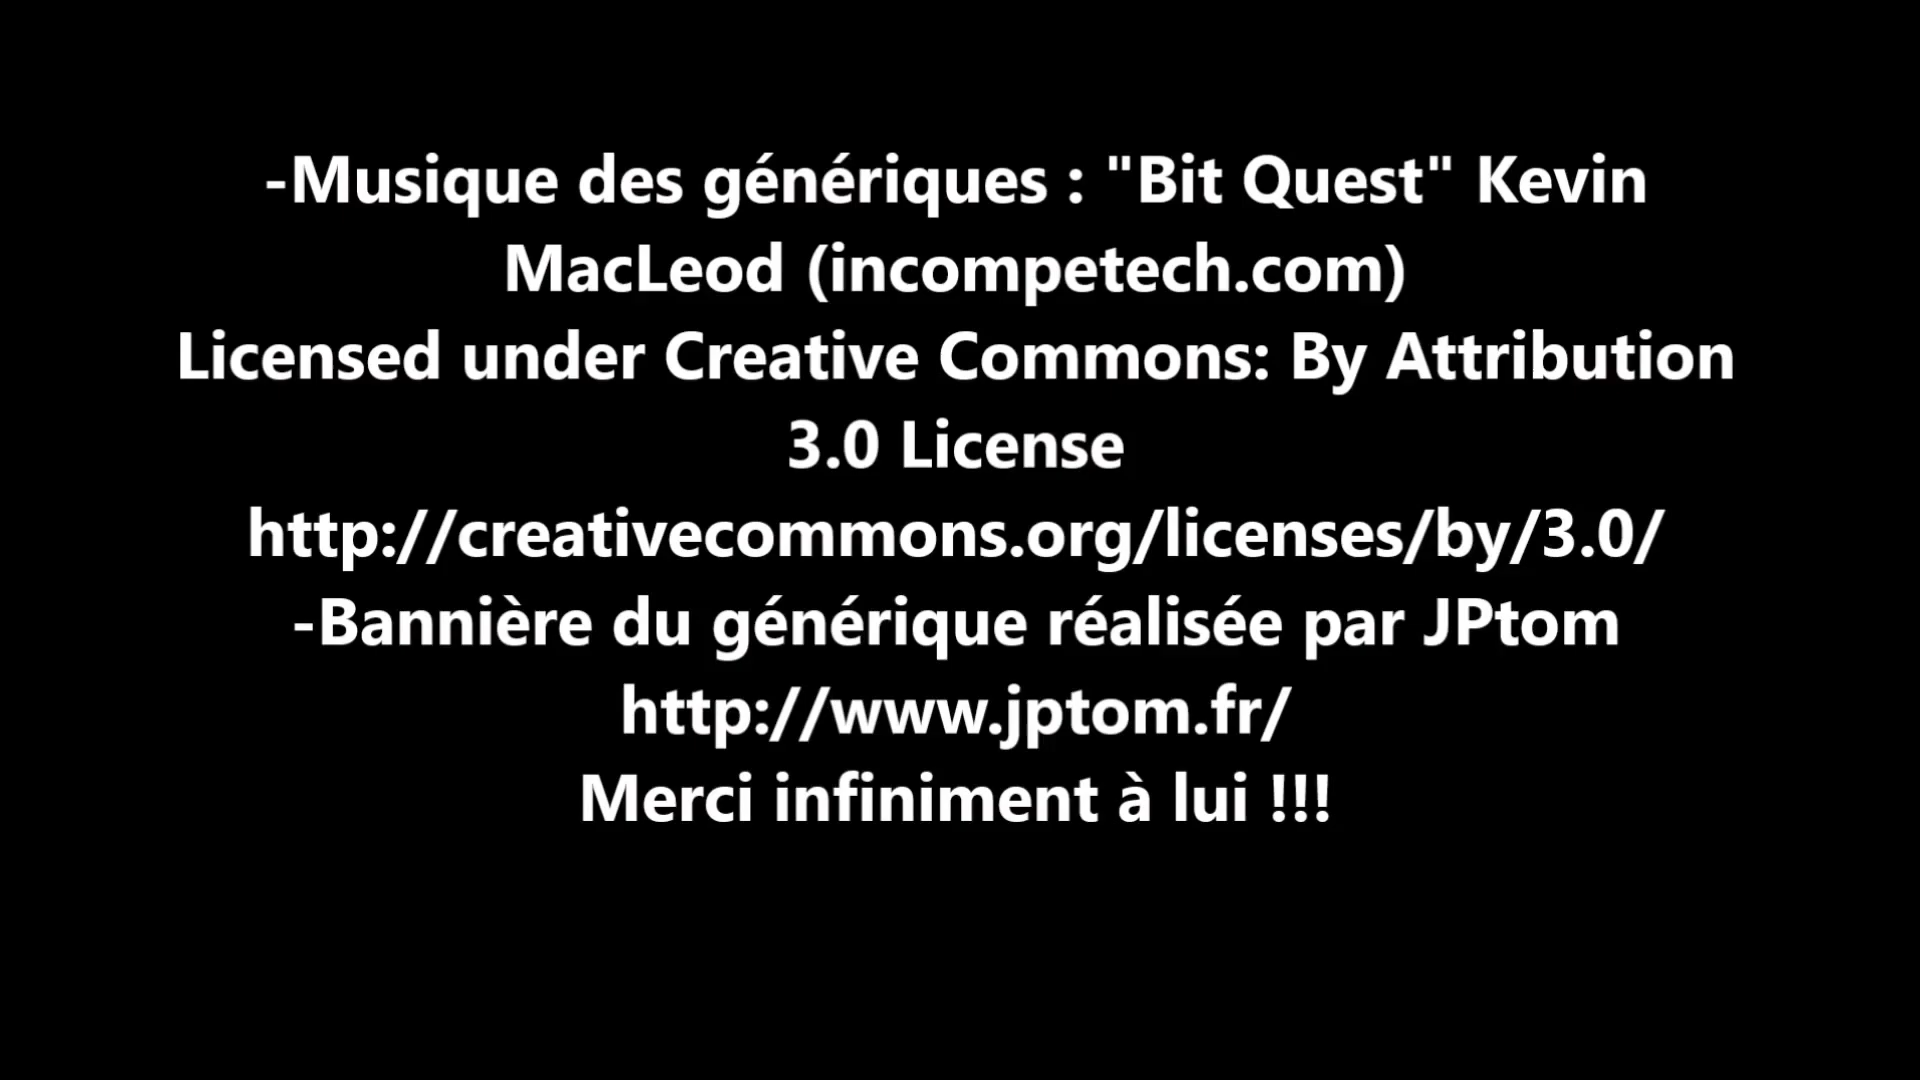 -Musique des génériques : "Bit Quest" Kevin
MacLeod (incompetech.com)
Licensed under Creative Commons: By Attribution
3.0 License
http://creativecommons.org/licenses/by/3.0/
-Bannière du générique réalisée par JPtom
http://www.jptom.fr/
Merci infiniment à lui !!!